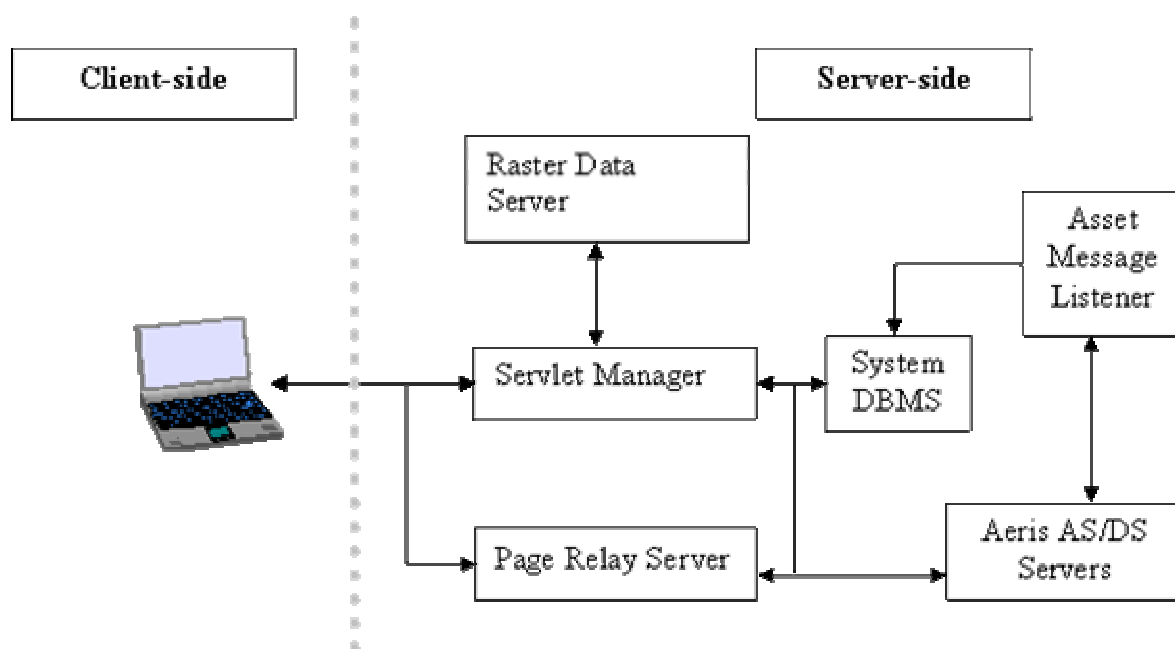 Client-side
Server-side
Raster Data
Server
Asset
Message
Listener
Servlet Manager
System
DBMS
Page Relay Server
Aeris AS/DS
Servers